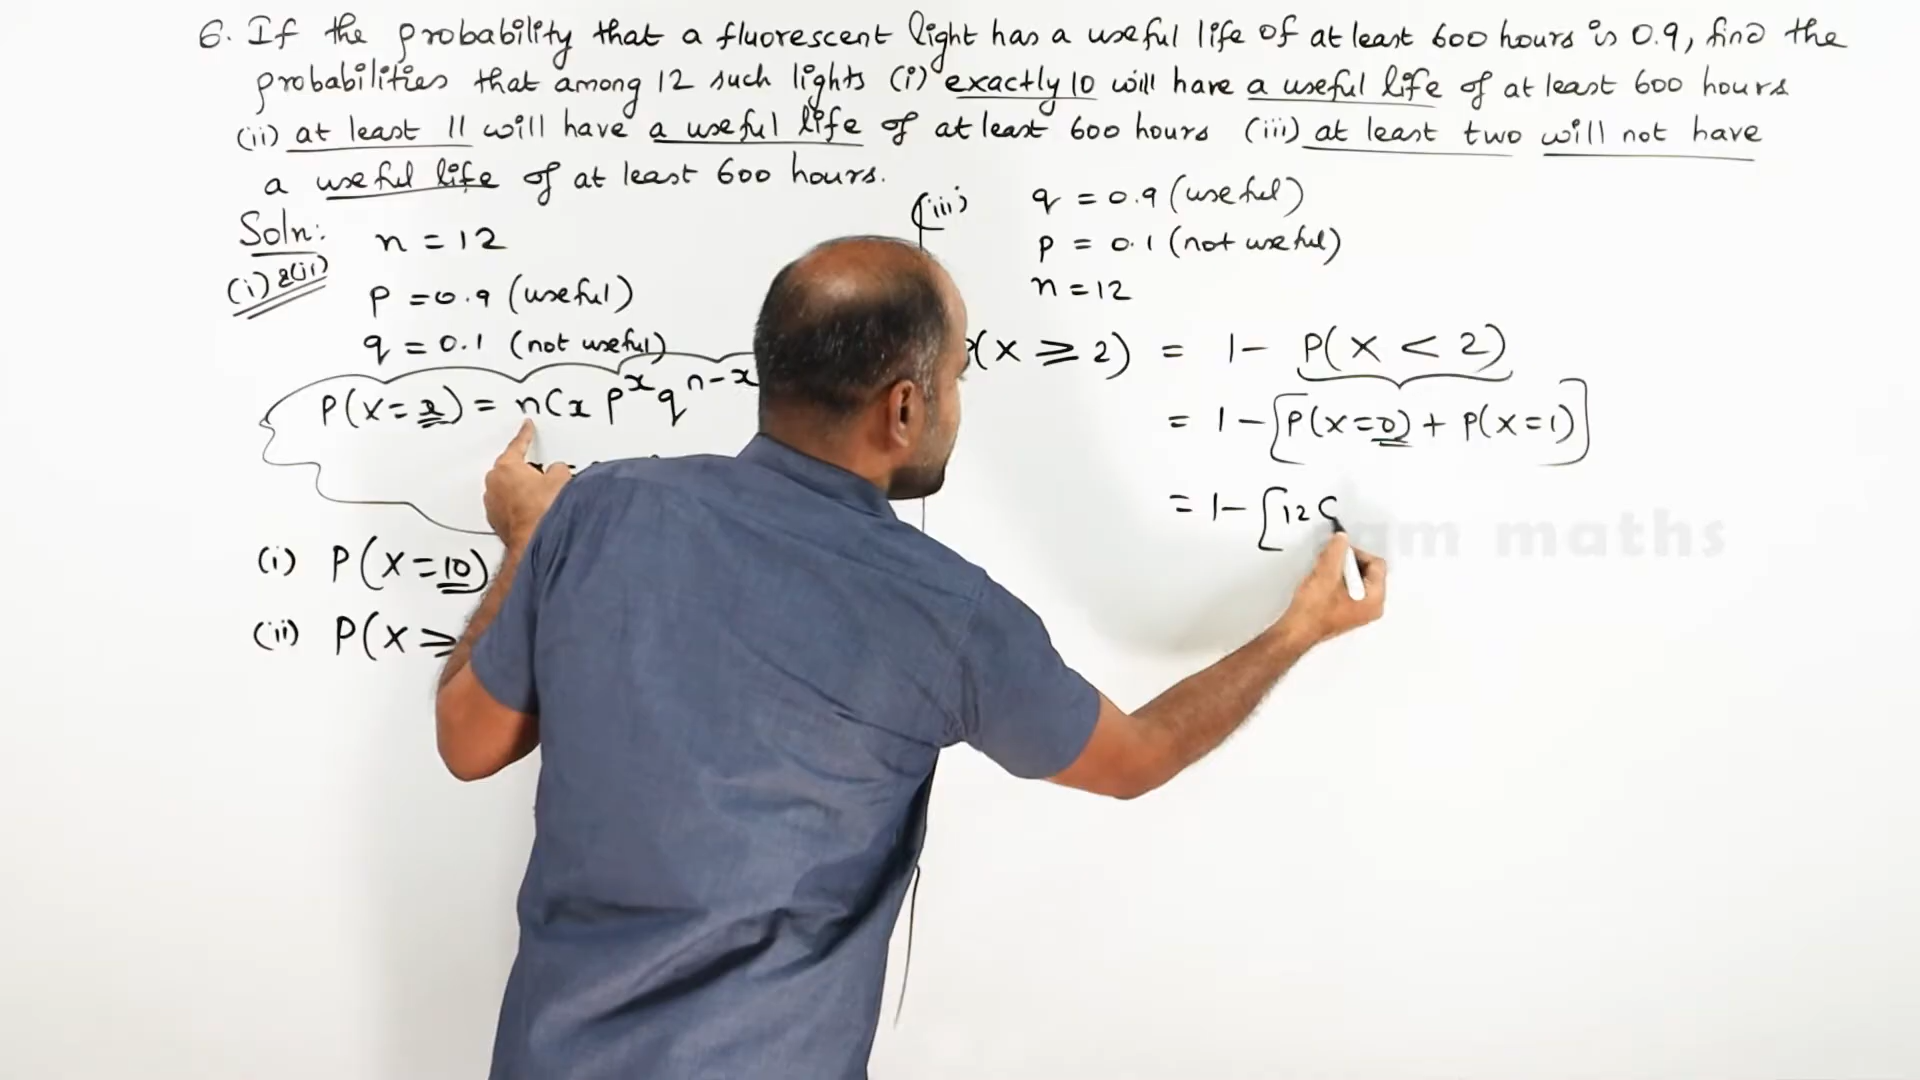 6. If the probability that a fluorescent light has a useful life of at least 600 hours is 0.9, find the
probabilities that among 12 such lights (i) exactly 10 will have a useful life of at least 600 hours
(ii) at least 11 will have a useful life of at least 600 hours (iii) at least two will not have
a useful life of at least 600 hours.
Soln:
(i) & (ii)
n = 12
p = 0.9 (useful)
q = 0.1 (not useful)
P(X = x) = nCx p^x q^n-x
(i) P(X = 10)
(ii) P(X ≥
(iii)
q = 0.9 (useful)
p = 0.1 (not useful)
n = 12
(X ≥ 2) = 1 - P(X < 2)
= 1 - [P(X=0) + P(X=1)]
= 1 - [12C
maths